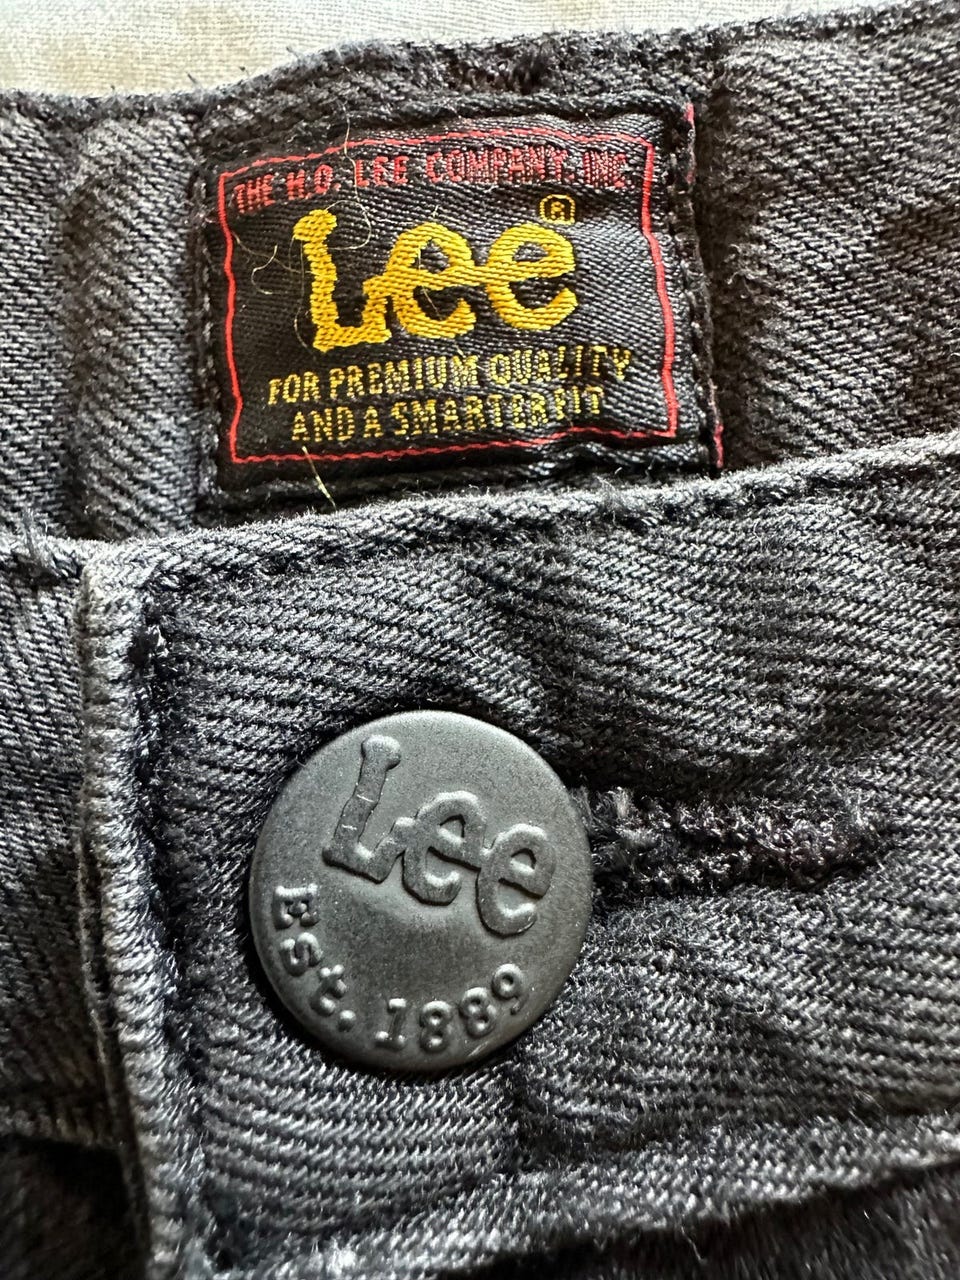 THE H.D. LEE COMPANY, INC.
Lee®
FOR PREMIUM QUALITY
AND A SMARTER FIT
Lee
Est. 1889